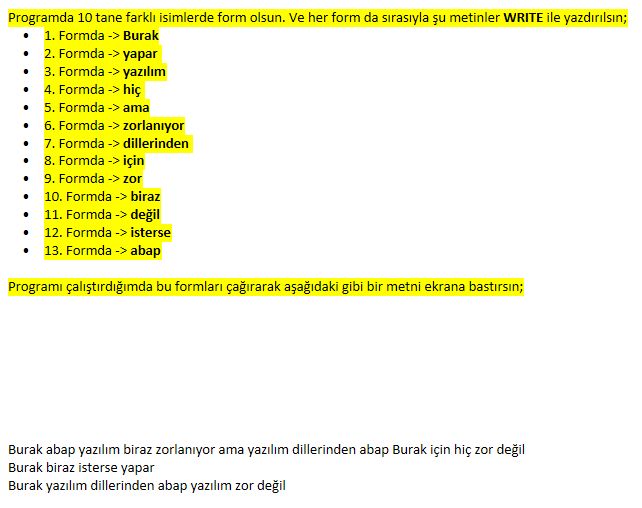 Programda 10 tane farklı isimlerde form olsun. Ve her form da sırasıyla şu metinler WRITE ile yazdırılsın;
• 1. Formda -> Burak
• 2. Formda -> yapar
• 3. Formda -> yazılım
• 4. Formda -> hiç
• 5. Formda -> ama
• 6. Formda -> zorlanıyor
• 7. Formda -> dillerinden
• 8. Formda -> için
• 9. Formda -> zor
• 10. Formda -> biraz
• 11. Formda -> değil
• 12. Formda -> isterse
• 13. Formda -> abap
Programı çalıştırdığımda bu formları çağırarak aşağıdaki gibi bir metni ekrana bastırsın;
Burak abap yazılım biraz zorlanıyor ama yazılım dillerinden abap Burak için hiç zor değil
Burak biraz isterse yapar
Burak yazılım dillerinden abap yazılım zor değil